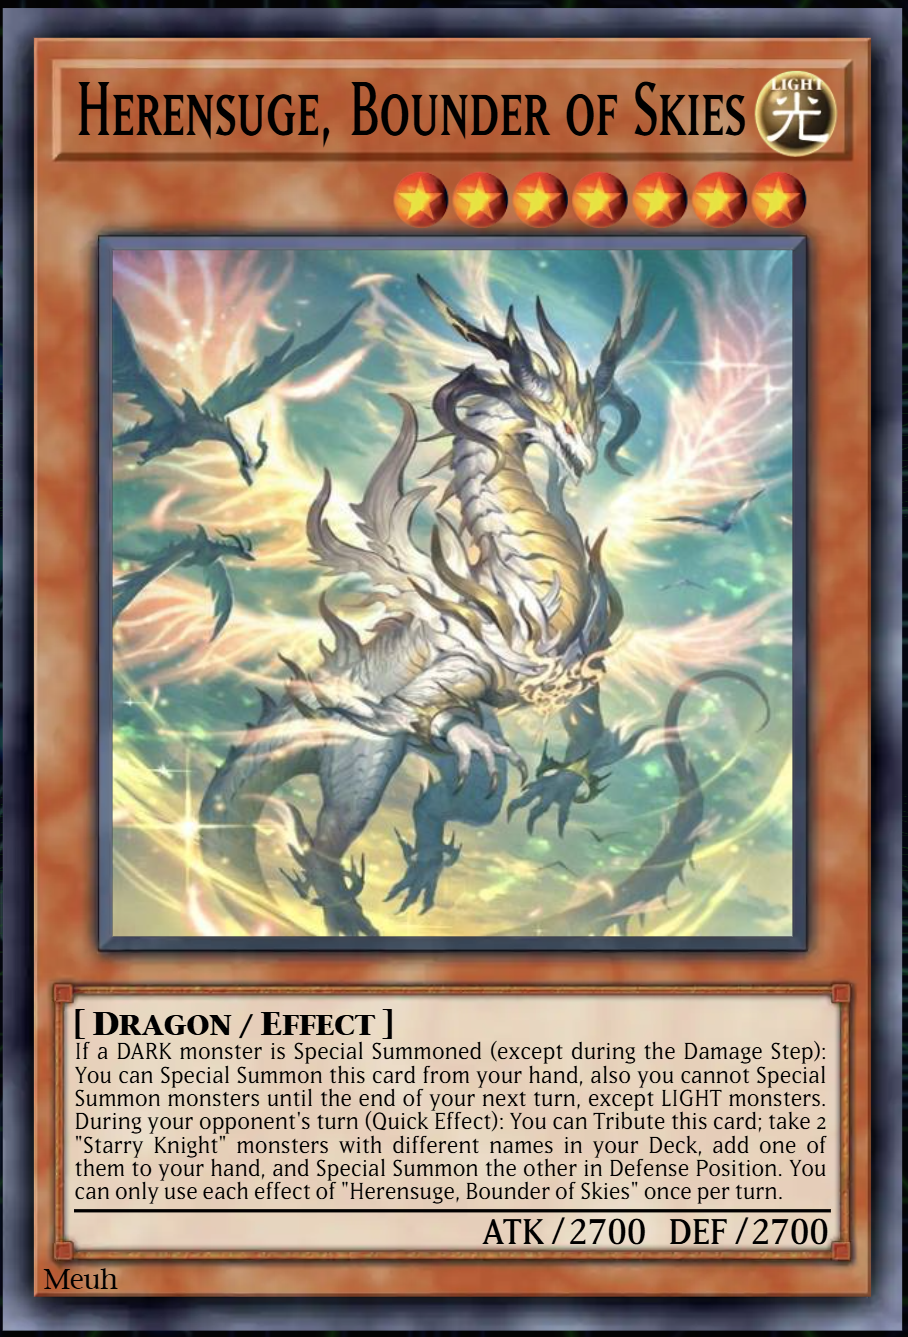 Herensuge, Bounder of Skies
LIGHT
光
[ Dragon / Effect ]
If a DARK monster is Special Summoned (except during the Damage Step):
You can Special Summon this card from your hand, also you cannot Special
Summon monsters until the end of your next turn, except LIGHT monsters.
During your opponent's turn (Quick Effect): You can Tribute this card; take 2
"Starry Knight" monsters with different names in your Deck, add one
of them to your hand, and Special Summon the other in Defense Position. You
can only use each effect of "Herensuge, Bounder of Skies" once per turn.
ATK / 2700 DEF / 2700
Meuh